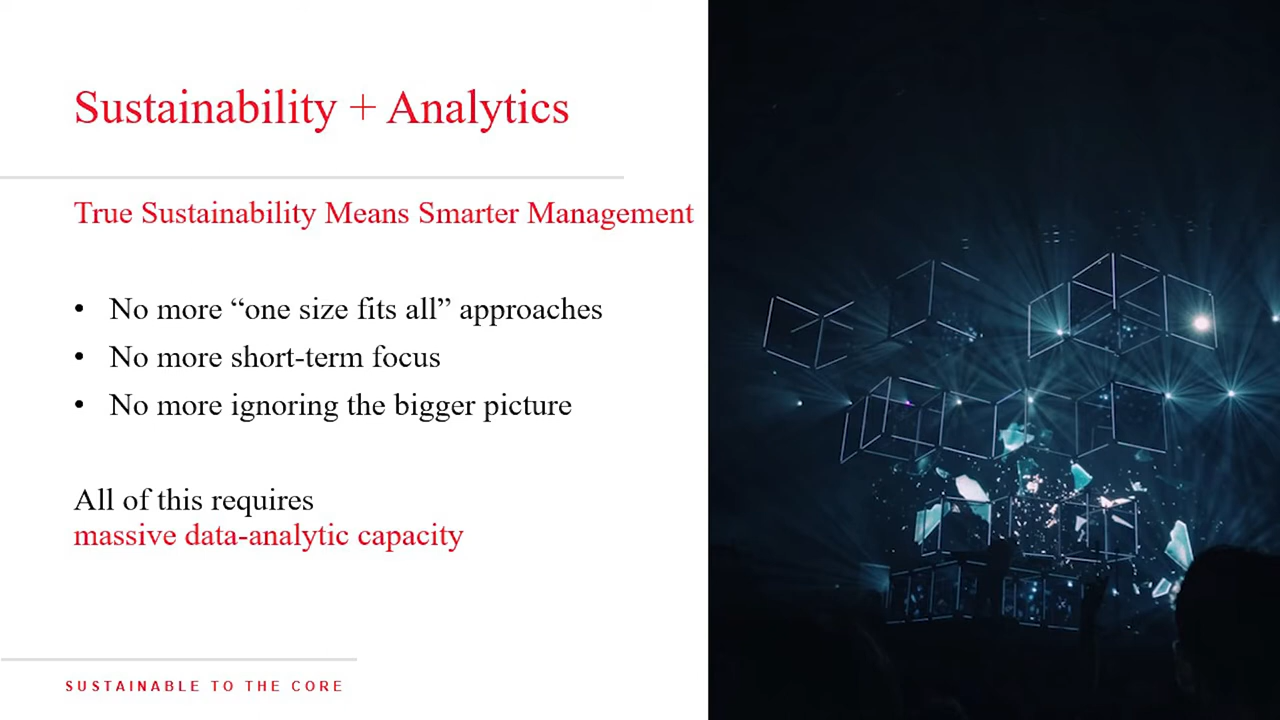 Sustainability + Analytics
True Sustainability Means Smarter Management
• No more “one size fits all” approaches
• No more short-term focus
• No more ignoring the bigger picture
All of this requires
massive data-analytic capacity
SUSTAINABLE TO THE CORE